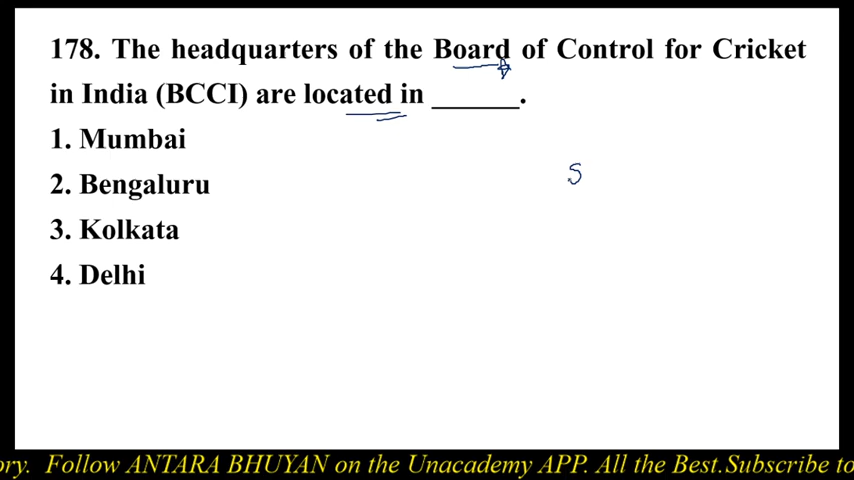 178. The headquarters of the Board of Control for Cricket
in India (BCCI) are located in ______.
1. Mumbai
2. Bengaluru
S
3. Kolkata
4. Delhi
ory. Follow ANTARA BHUYAN on the Unacademy APP. All the Best.Subscribe to